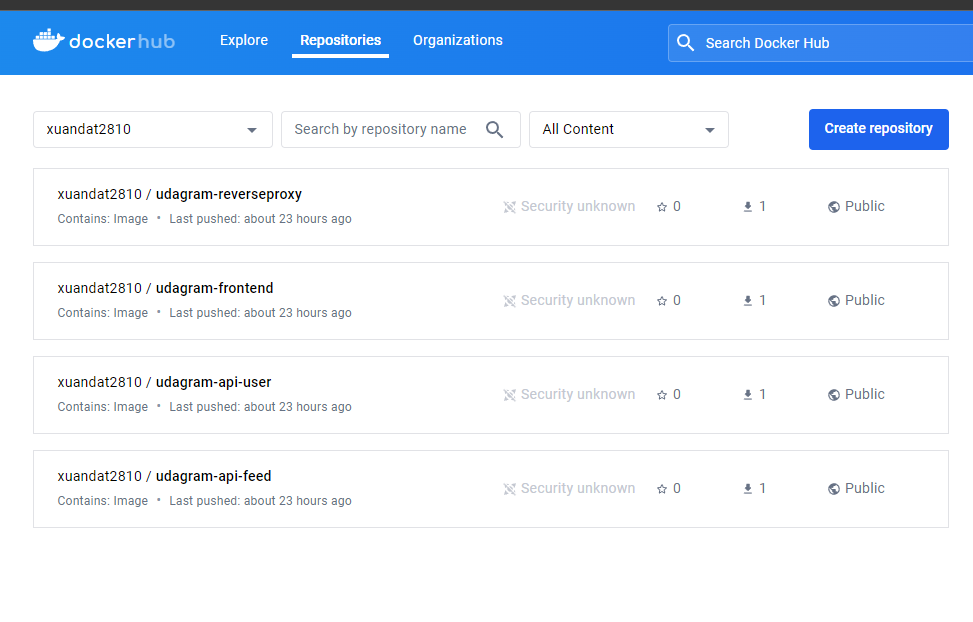 dockerhub Explore Repositories Organizations Search Docker Hub
xuandat2810 Search by repository name All Content Create repository
xuandat2810 / udagram-reverseproxy
Contains: Image • Last pushed: about 23 hours ago
Security unknown 0 1 Public
xuandat2810 / udagram-frontend
Contains: Image • Last pushed: about 23 hours ago
Security unknown 0 1 Public
xuandat2810 / udagram-api-user
Contains: Image • Last pushed: about 23 hours ago
Security unknown 0 1 Public
xuandat2810 / udagram-api-feed
Contains: Image • Last pushed: about 23 hours ago
Security unknown 0 1 Public